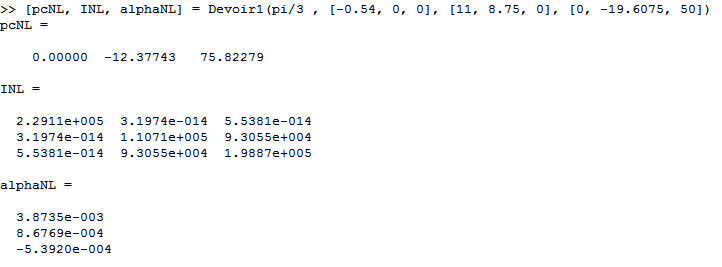 >> [pcNL, INL, alphaNL] = Devoir1(pi/3 , [-0.54, 0, 0], [11, 8.75, 0], [0, -19.6075, 50])
pcNL =
0.00000 -12.37743 75.82279
INL =
2.2911e+005 3.1974e-014 5.5381e-014
3.1974e-014 1.1071e+005 9.3055e+004
5.5381e-014 9.3055e+004 1.9887e+005
alphaNL =
3.8735e-003
8.6769e-004
-5.3920e-004